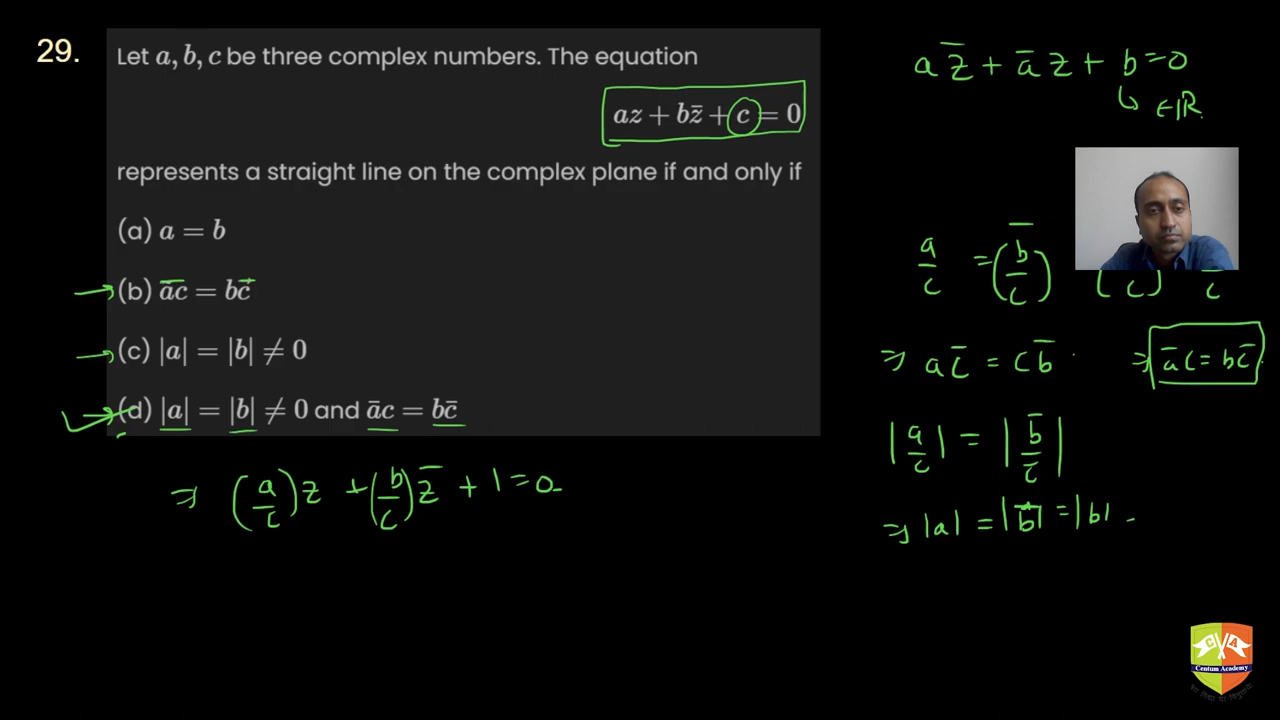 29.
Let a, b, c be three complex numbers. The equation
az + bz̄ + c = 0
represents a straight line on the complex plane if and only if
(a) a = b
(b) āc = bc̄
(c) |a| = |b| ≠ 0
(d) |a| = |b| ≠ 0 and āc = bc̄
⇒ (a/c)z + (b/c)z̄ + 1 = 0
az̄ + āz + b = 0
↳ ∈ℝ
a/c = (b/c)‾
⇒ ac̄ = cb̄ ⇒ āc = bc̄
|a/c| = |b̄/c̄|
⇒ |a| = |b̄| = |b|
C A
Centum Academy